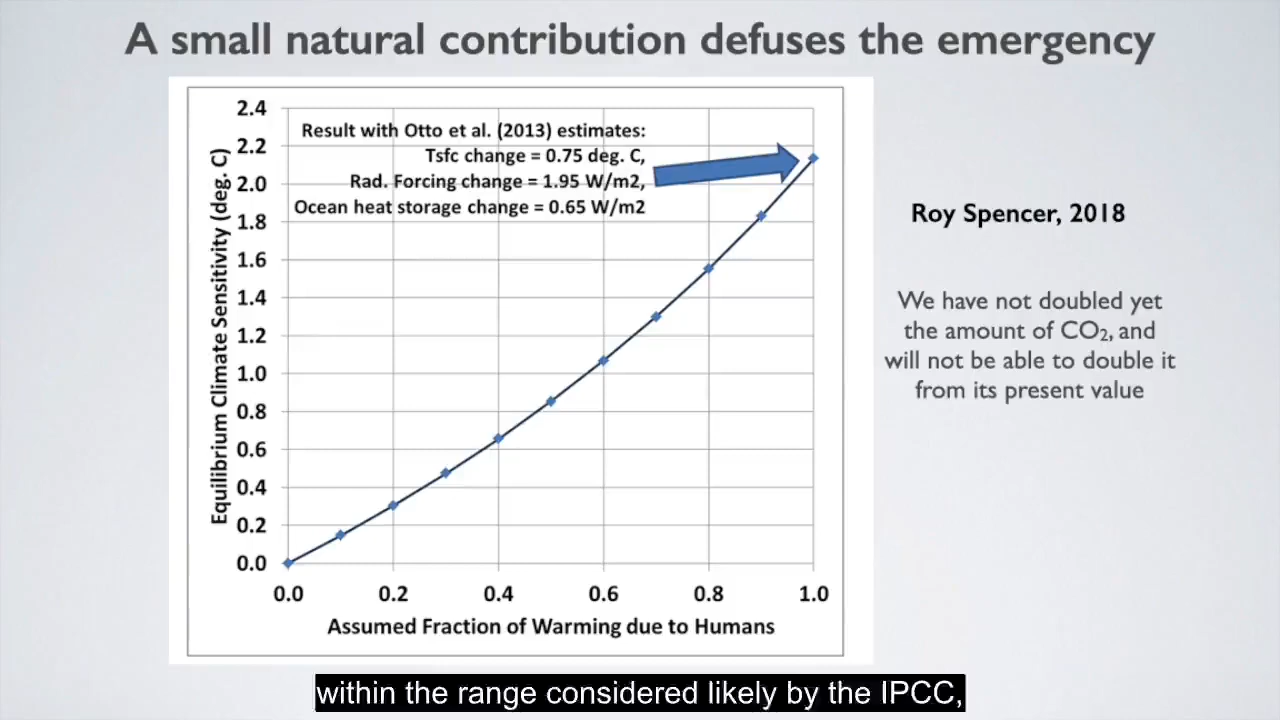 A small natural contribution defuses the emergency
2.4
2.2
2.0
1.8
1.6
1.4
1.2
1.0
0.8
0.6
0.4
0.2
0.0
Equilibrium Climate Sensitivity (deg. C)
Result with Otto et al. (2013) estimates:
Tsfc change = 0.75 deg. C,
Rad. Forcing change = 1.95 W/m2,
Ocean heat storage change = 0.65 W/m2
0.0 0.2 0.4 0.6 0.8 1.0
Assumed Fraction of Warming due to Humans
Roy Spencer, 2018
We have not doubled yet
the amount of CO₂, and
will not be able to double it
from its present value
within the range considered likely by the IPCC,